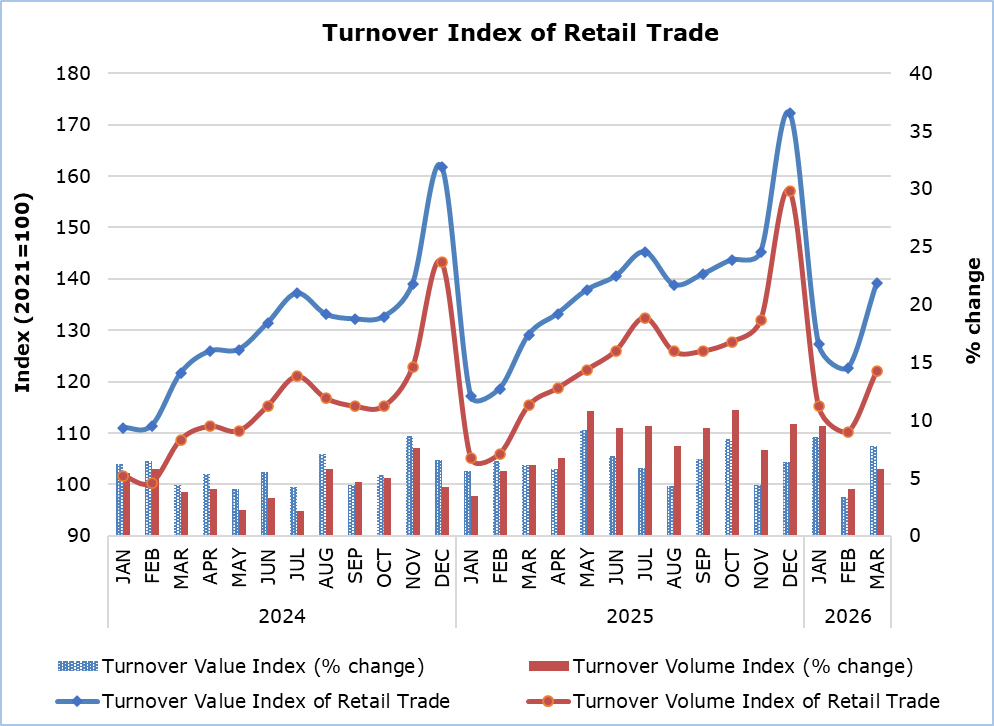 Turnover Index of Retail Trade
180
170
160
150
140
130
120
110
100
90
Index (2021=100)
40
35
30
25
20
15
10
5
0
% change
JAN FEB MAR APR MAY JUN JUL AUG SEP OCT NOV DEC JAN FEB MAR APR MAY JUN JUL AUG SEP OCT NOV DEC JAN FEB MAR
2024 2025 2026
Turnover Value Index (% change) Turnover Volume Index (% change)
Turnover Value Index of Retail Trade Turnover Volume Index of Retail Trade